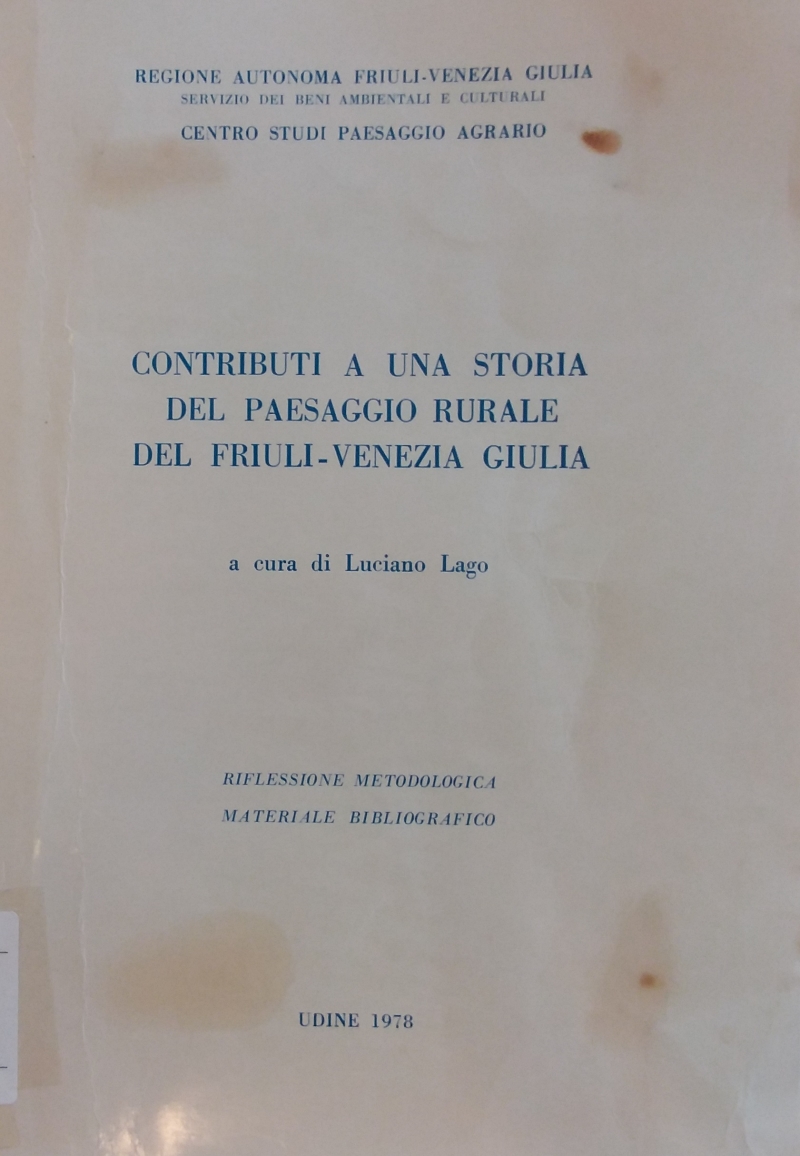 REGIONE AUTONOMA FRIULI-VENEZIA GIULIA
SERVIZIO DEI BENI AMBIENTALI E CULTURALI
CENTRO STUDI PAESAGGIO AGRARIO
CONTRIBUTI A UNA STORIA
DEL PAESAGGIO RURALE
DEL FRIULI-VENEZIA GIULIA
a cura di Luciano Lago
RIFLESSIONE METODOLOGICA
MATERIALE BIBLIOGRAFICO
UDINE 1978